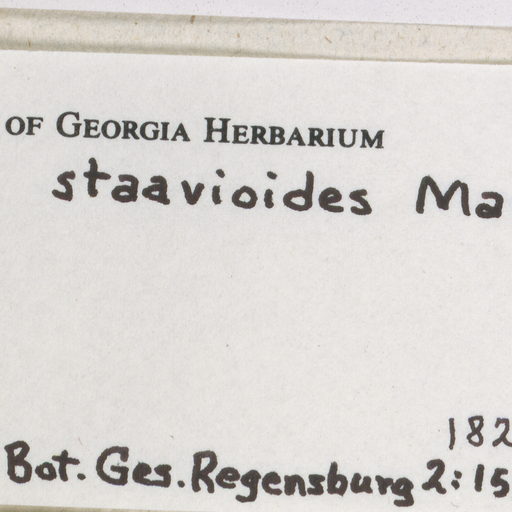 OF GEORGIA HERBARIUM
staavioides Ma
182
Bot. Ges. Regensburg 2:15